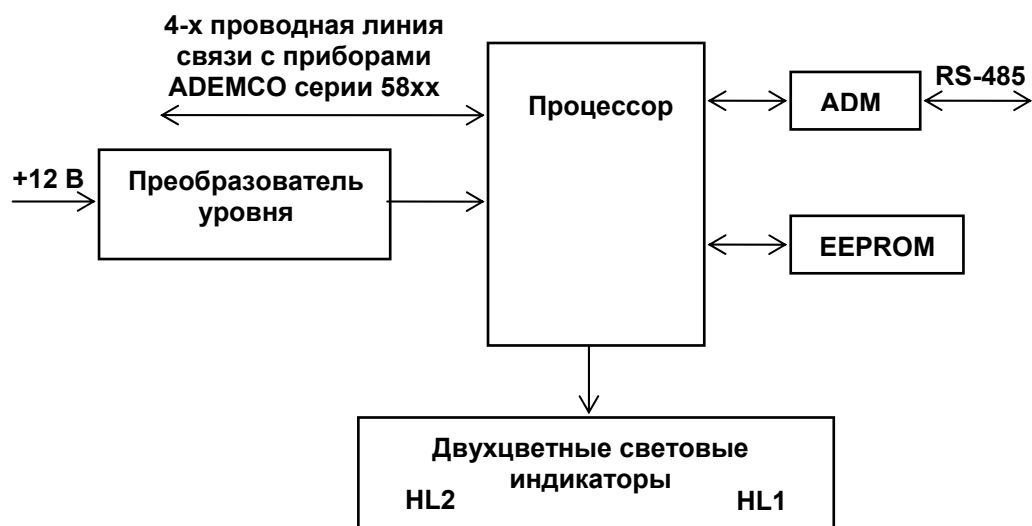 4-х проводная линия
связи с приборами
ADEMCO серии 58хх
Процессор
ADM
RS-485
+12 В
Преобразователь
уровня
EEPROM
Двухцветные световые
индикаторы
HL2
HL1